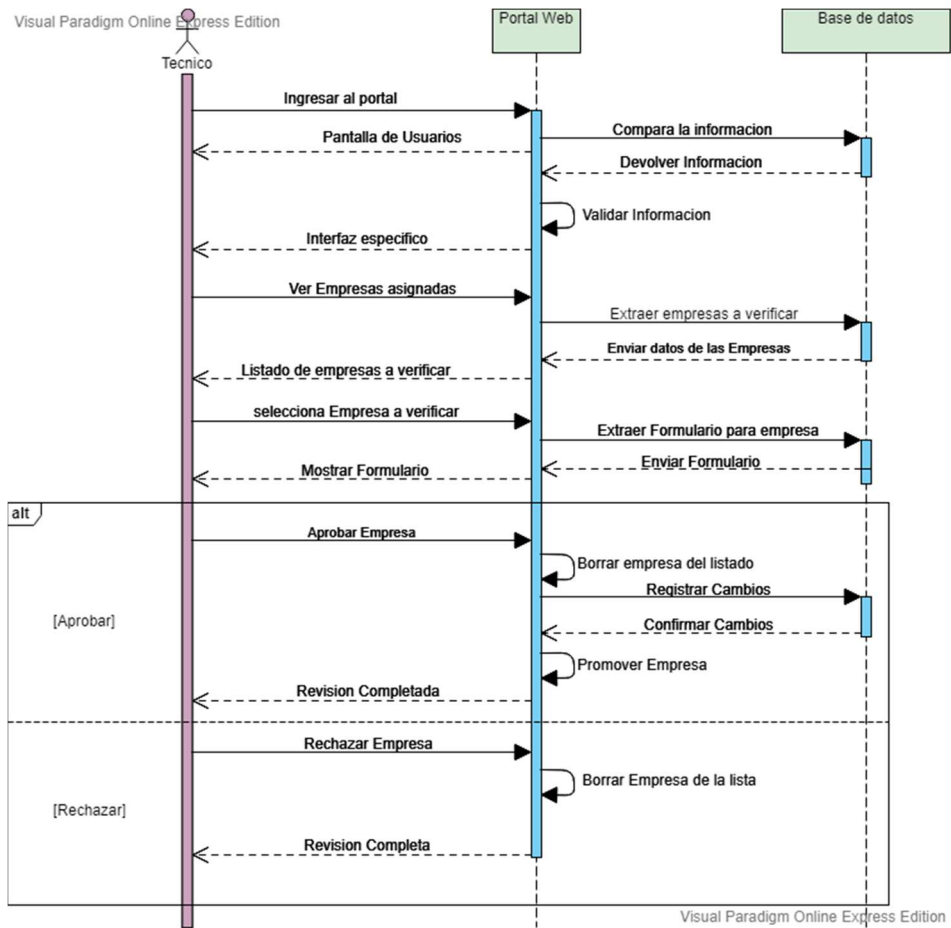 Visual Paradigm Online Express Edition
Portal Web
Base de datos
Tecnico
Ingresar al portal
Compara la informacion
Pantalla de Usuarios
Devolver Informacion
Validar Informacion
Interfaz especifico
Ver Empresas asignadas
Extraer empresas a verificar
Enviar datos de las Empresas
Listado de empresas a verificar
selecciona Empresa a verificar
Extraer Formulario para empresa
Enviar Formulario
Mostrar Formulario
alt
Aprobar Empresa
Borrar empresa del listado
Registrar Cambios
[Aprobar]
Confirmar Cambios
Promover Empresa
Revision Completada
Rechazar Empresa
Borrar Empresa de la lista
[Rechazar]
Revision Completa
Visual Paradigm Online Express Edition